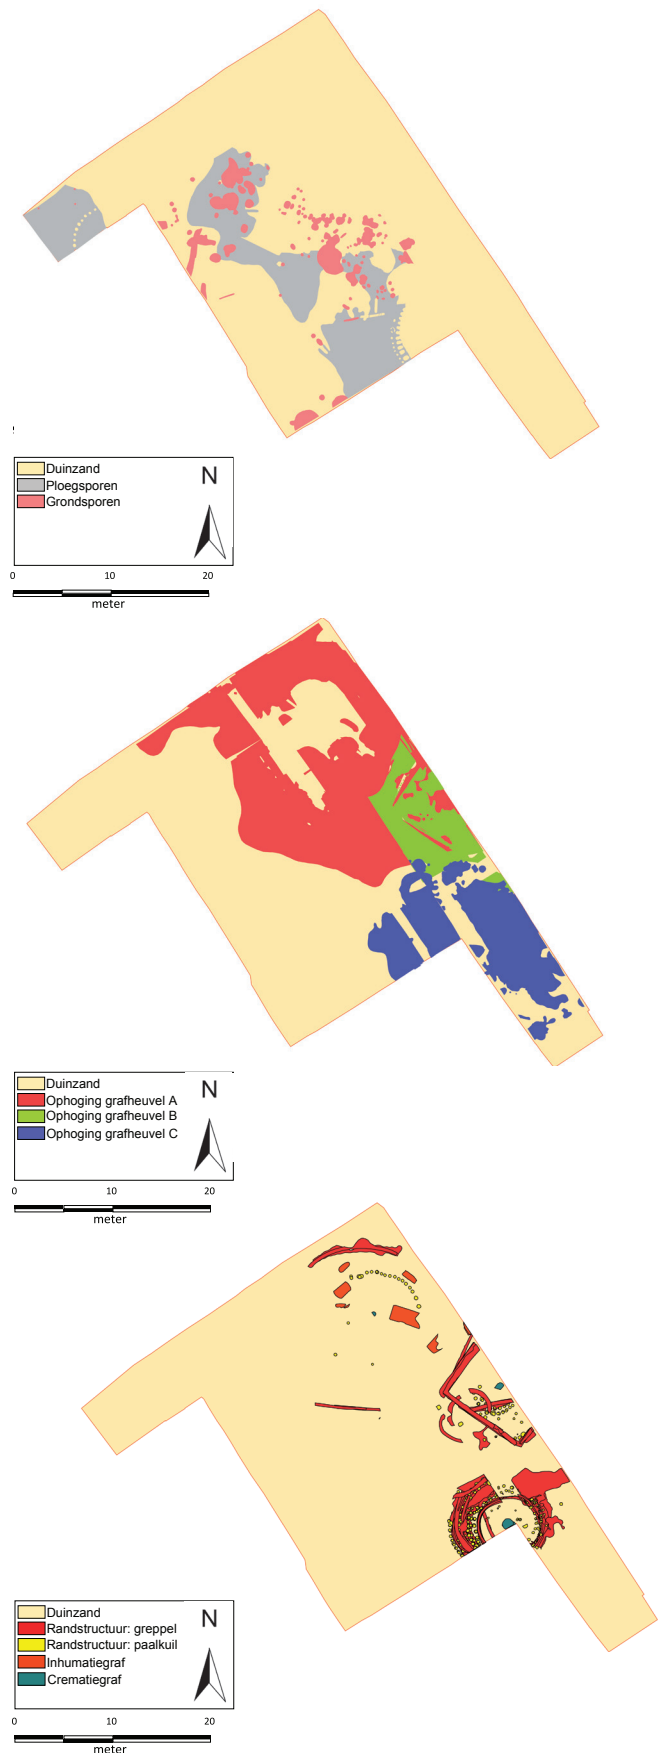 Duinzand
Ploegsporen
Grondsporen
N
0 10 20
meter
Duinzand
Ophoging grafheuvel A
Ophoging grafheuvel B
Ophoging grafheuvel C
N
0 10 20
meter
Duinzand
Randstructuur: greppel
Randstructuur: paalkuil
Inhumatiegraf
Crematiegraf
N
0 10 20
meter